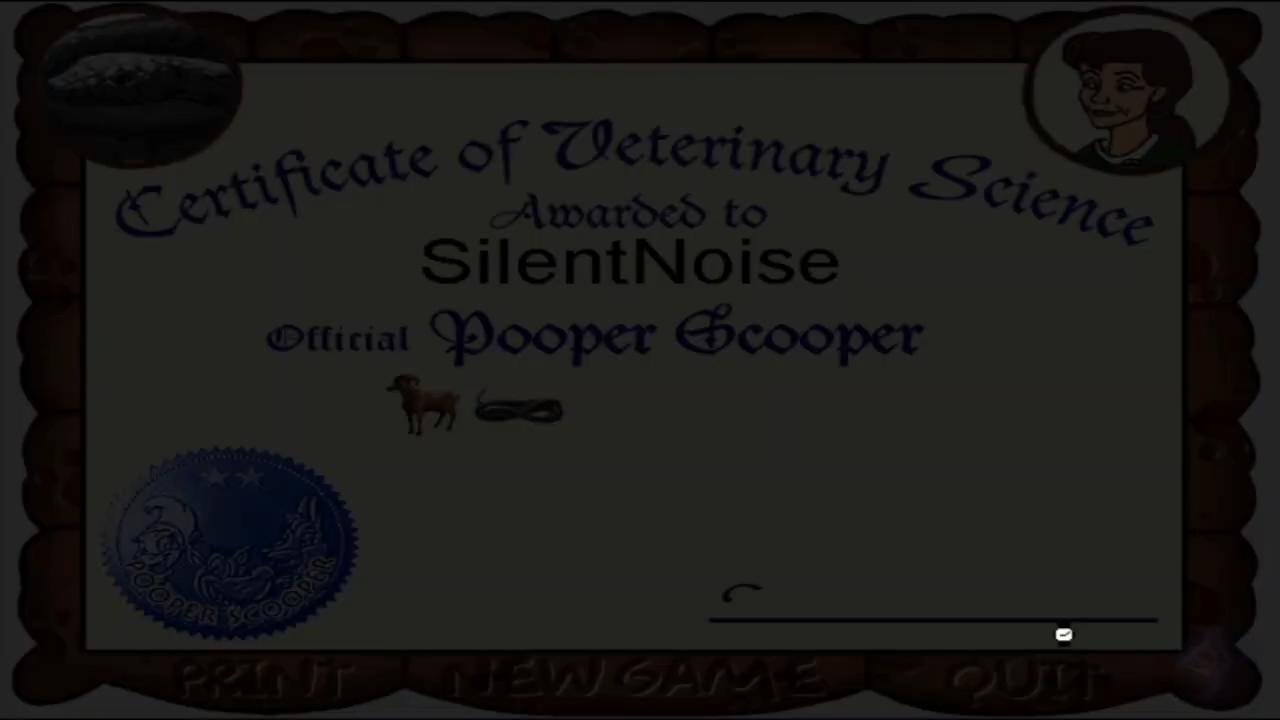 Certificate of Veterinary Science
Awarded to
SilentNoise
Official Pooper Scooper
POOPER SCOOPER
PRINT
NEW GAME
QUIT